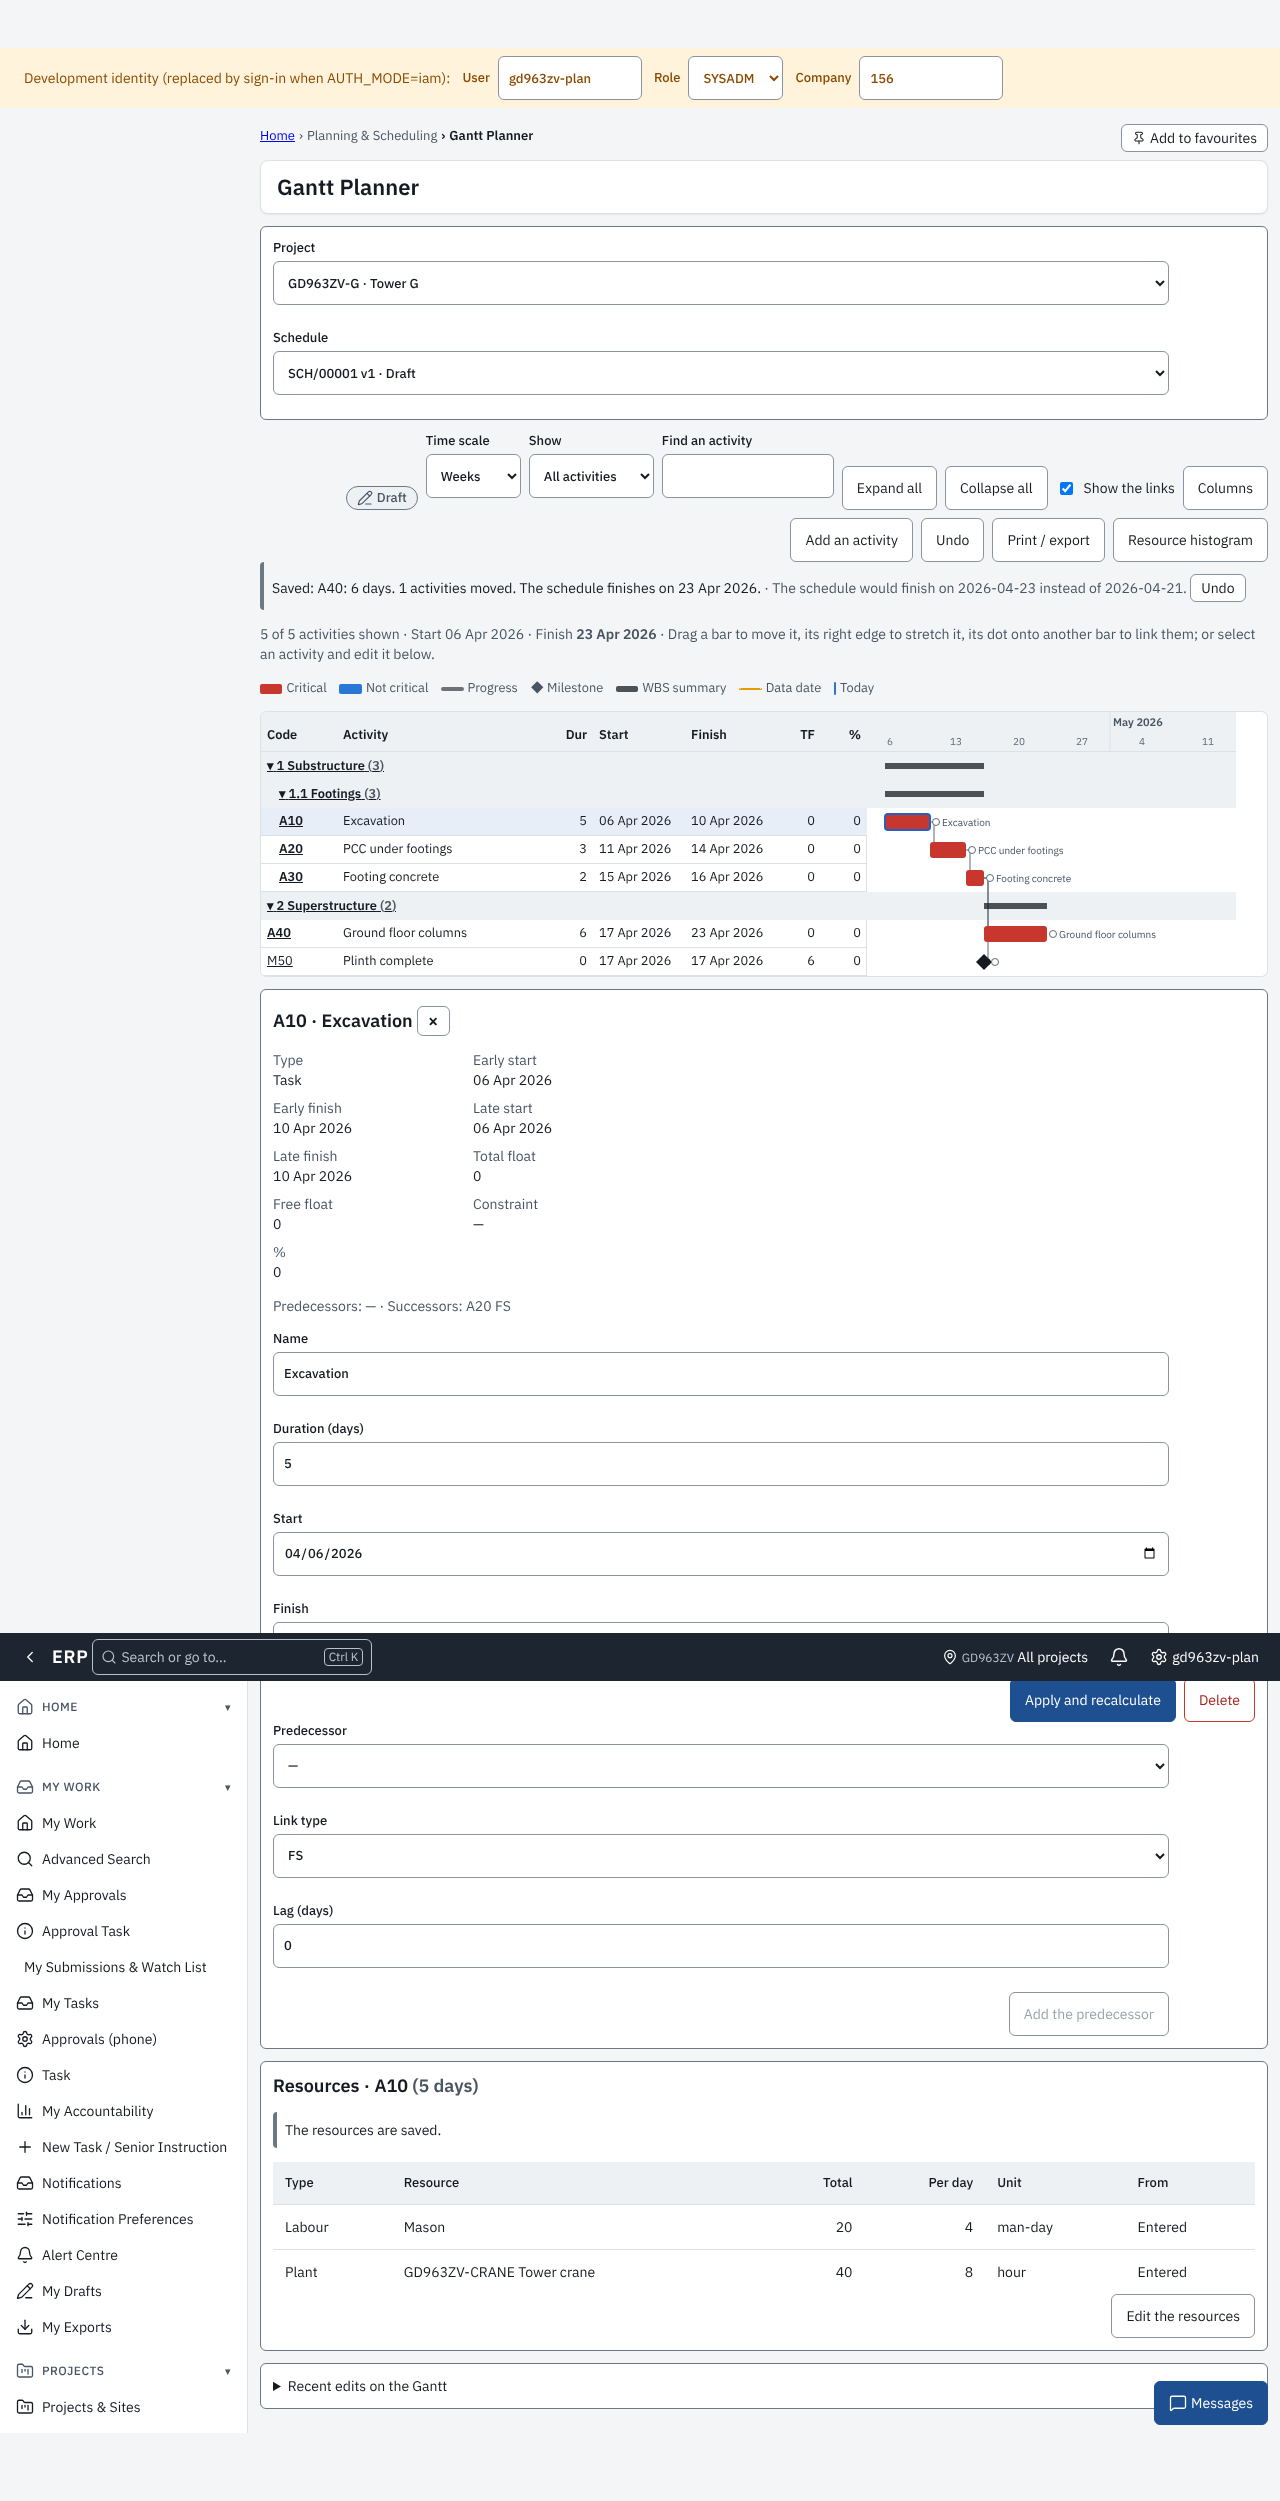 Development identity (replaced by sign-in when AUTH_MODE=iam): User gd963zv-plan Role SYSADM Company 156
Home › Planning & Scheduling › Gantt Planner
Add to favourites
Gantt Planner
Project
GD963ZV-G · Tower G
Schedule
SCH/00001 v1 · Draft
Time scale Show Find an activity
Draft Weeks All activities Expand all Collapse all Show the links Columns
Add an activity Undo Print / export Resource histogram
Saved: A40: 6 days. 1 activities moved. The schedule finishes on 23 Apr 2026. · The schedule would finish on 2026-04-23 instead of 2026-04-21. Undo
5 of 5 activities shown · Start 06 Apr 2026 · Finish 23 Apr 2026 · Drag a bar to move it, its right edge to stretch it, its dot onto another bar to link them; or select
an activity and edit it below.
Critical Not critical Progress Milestone WBS summary Data date Today
May 2026
Code Activity Dur Start Finish TF % 6 13 20 27 4 11
▾ 1 Substructure (3)
▾ 1.1 Footings (3)
A10 Excavation 5 06 Apr 2026 10 Apr 2026 0 0 Excavation
A20 PCC under footings 3 11 Apr 2026 14 Apr 2026 0 0 PCC under footings
A30 Footing concrete 2 15 Apr 2026 16 Apr 2026 0 0 Footing concrete
▾ 2 Superstructure (2)
A40 Ground floor columns 6 17 Apr 2026 23 Apr 2026 0 0 Ground floor columns
M50 Plinth complete 0 17 Apr 2026 17 Apr 2026 6 0
A10 · Excavation ×
Type Early start
Task 06 Apr 2026
Early finish Late start
10 Apr 2026 06 Apr 2026
Late finish Total float
10 Apr 2026 0
Free float Constraint
0 —
%
0
Predecessors: — · Successors: A20 FS
Name
Excavation
Duration (days)
5
Start
04/06/2026
Finish
ERP Search or go to... Ctrl K GD963ZV All projects gd963zv-plan
HOME
Home
MY WORK
My Work
Advanced Search
My Approvals
Approval Task
My Submissions & Watch List
My Tasks
Approvals (phone)
Task
My Accountability
New Task / Senior Instruction
Notifications
Notification Preferences
Alert Centre
My Drafts
My Exports
PROJECTS
Projects & Sites
Apply and recalculate Delete
Predecessor
—
Link type
FS
Lag (days)
0
Add the predecessor
Resources · A10 (5 days)
The resources are saved.
Type Resource Total Per day Unit From
Labour Mason 20 4 man-day Entered
Plant GD963ZV-CRANE Tower crane 40 8 hour Entered
Edit the resources
Recent edits on the Gantt
Messages